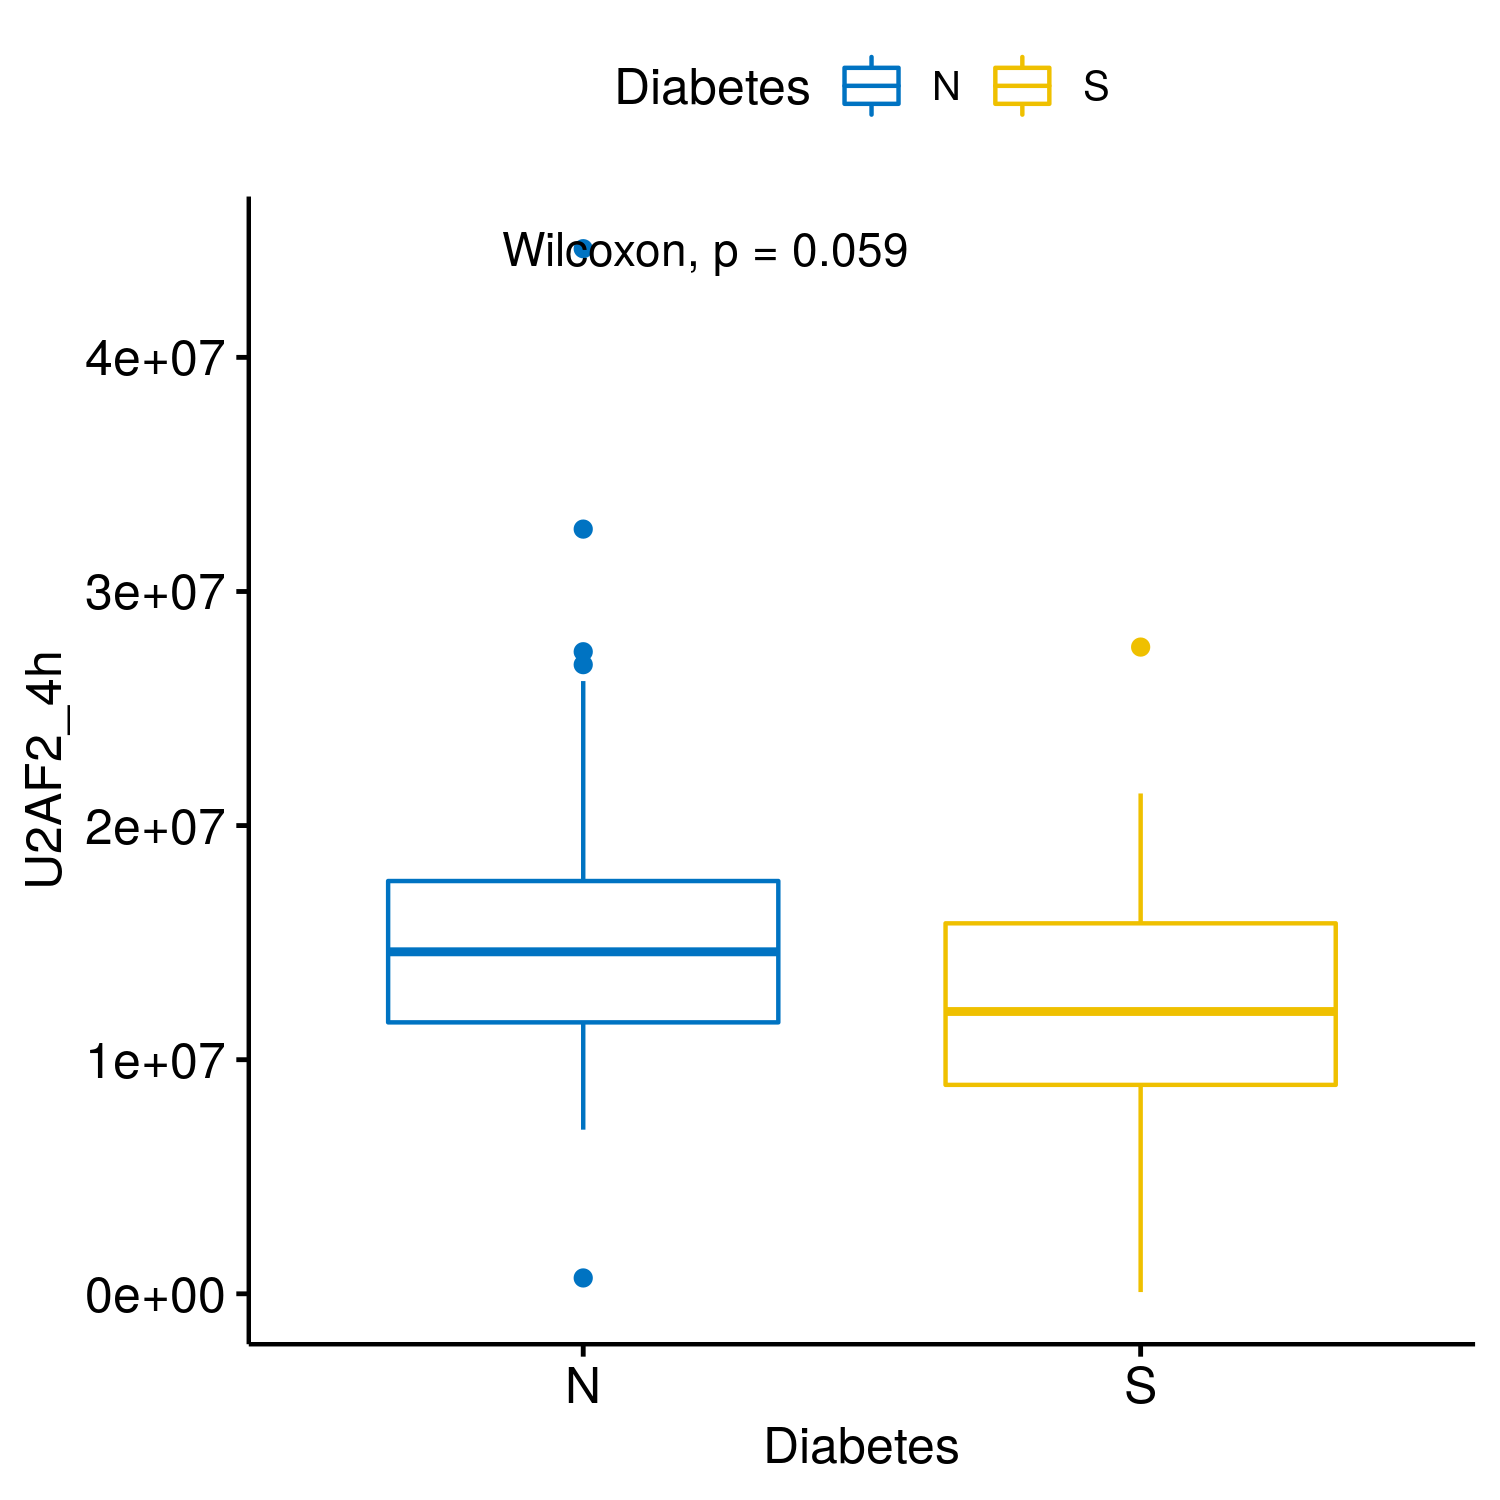 Diabetes N S
Wilcoxon, p = 0.059
4e+07
3e+07
2e+07
1e+07
0e+00
U2AF2_4h
N S
Diabetes